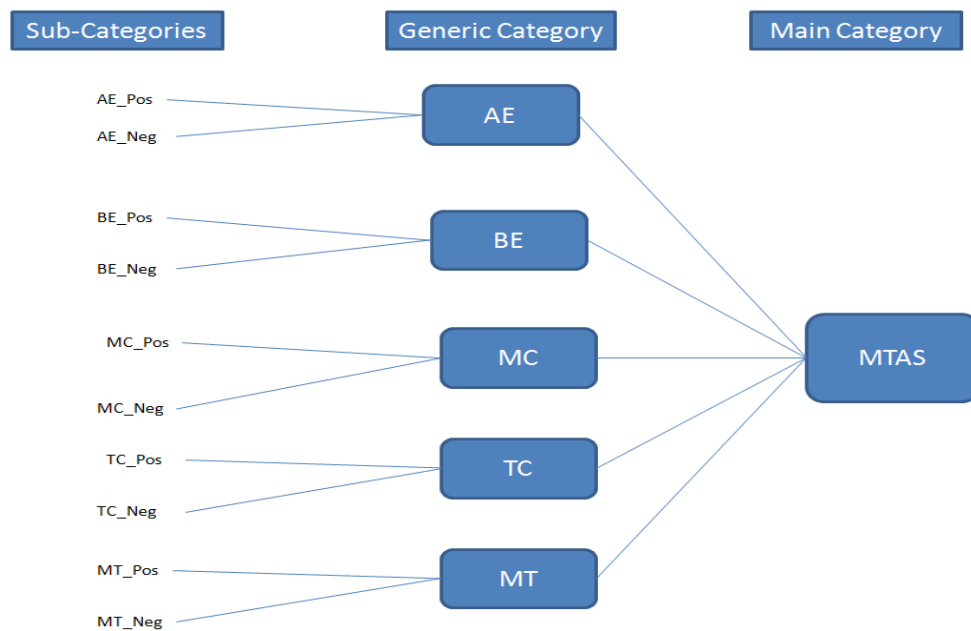 Sub-Categories
Generic Category
Main Category
AE_Pos
AE_Neg
AE
BE_Pos
BE_Neg
BE
MC_Pos
MC_Neg
MC
MTAS
TC_Pos
TC_Neg
TC
MT_Pos
MT_Neg
MT